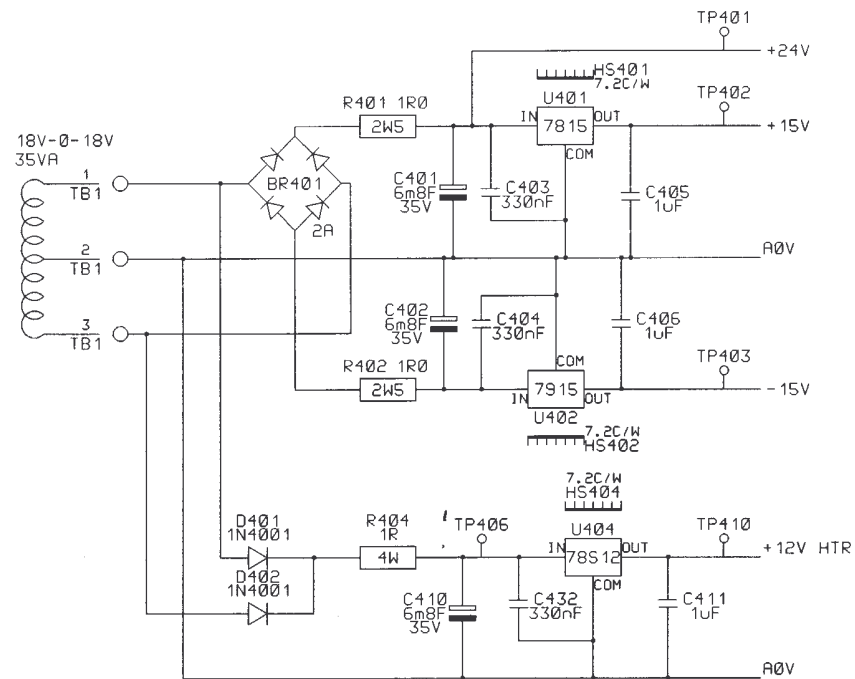 TP401
+24V
HS401
7.2C/W
TP402
R401 1R0
U401
IN
OUT
2W5
7815
+15V
COM
18V-0-18V
35VA
1
TB1
BR401
C401
6m8F
35V
C403
330nF
C405
1uF
2A
2
TB1
A0V
C402
6m8F
35V
C404
330nF
C406
1uF
3
TB1
COM
TP403
R402 1R0
2W5
7915
-15V
IN
OUT
U402
7.2C/W
HS402
7.2C/W
HS404
D401
1N4001
R404
1R
TP406
U404
TP410
IN
OUT
4W
78S12
+12V HTR
COM
D402
1N4001
C410
6m8F
35V
C432
330nF
C411
1uF
A0V